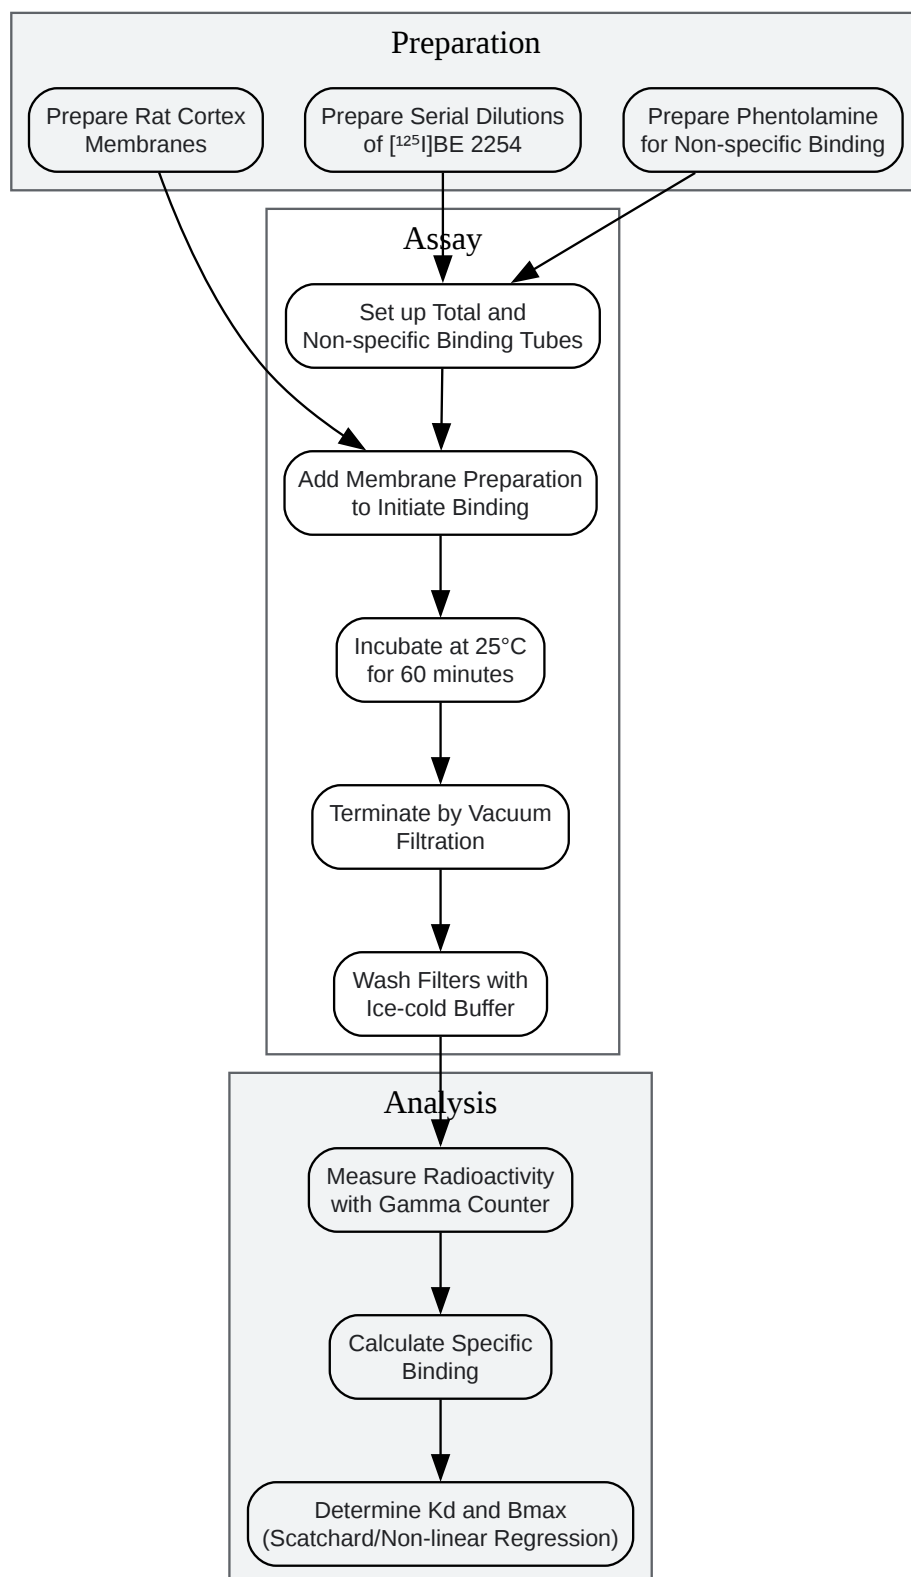 Preparation
Prepare Rat Cortex
Membranes
Prepare Serial Dilutions
of [¹²⁵I]BE 2254
Prepare Phentolamine
for Non-specific Binding
Assay
Set up Total and
Non-specific Binding Tubes
Add Membrane Preparation
to Initiate Binding
Incubate at 25°C
for 60 minutes
Terminate by Vacuum
Filtration
Wash Filters with
Ice-cold Buffer
Analysis
Measure Radioactivity
with Gamma Counter
Calculate Specific
Binding
Determine Kd and Bmax
(Scatchard/Non-linear Regression)